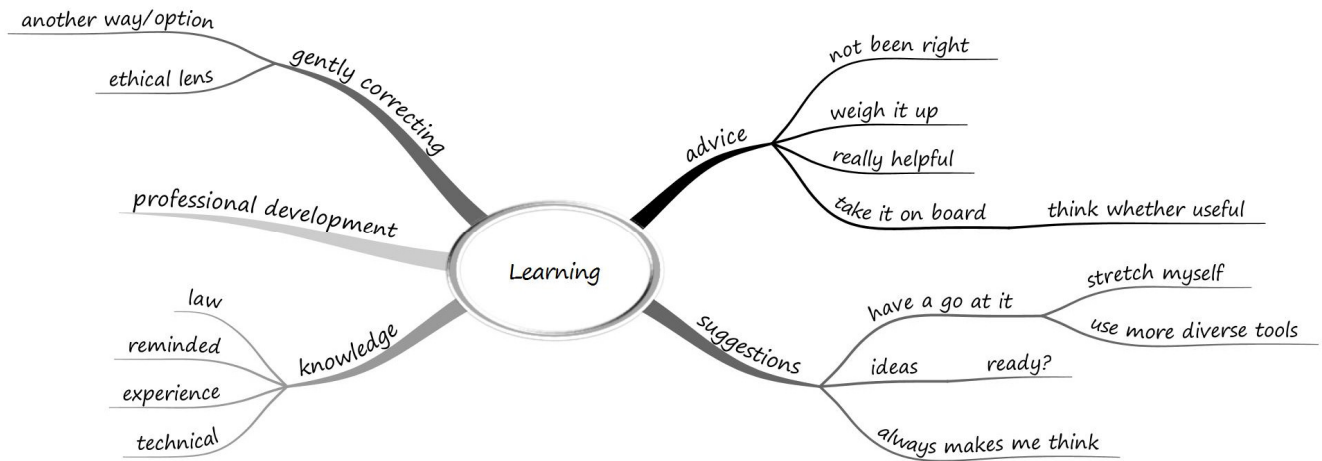 Learning
gently correcting
another way/option
ethical lens
professional development
knowledge
law
reminded
experience
technical
advice
not been right
weigh it up
really helpful
take it on board
think whether useful
suggestions
have a go at it
stretch myself
use more diverse tools
ideas
ready?
always makes me think